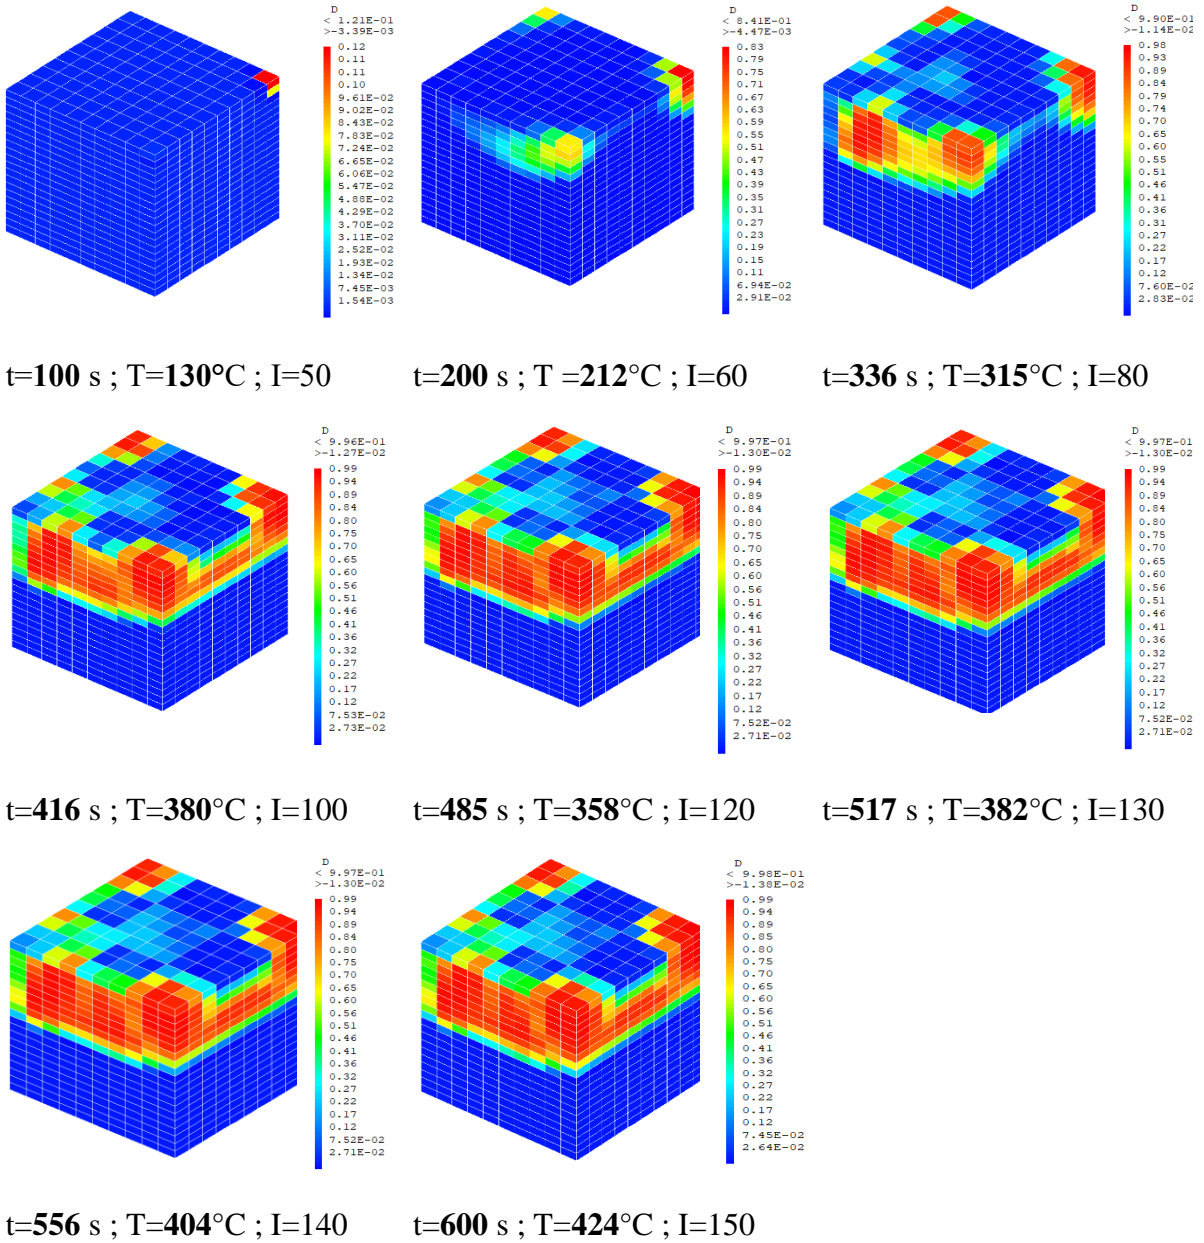 D
< 1.21E-01
>-3.39E-03
0.12
0.11
0.11
0.10
9.61E-02
9.02E-02
8.43E-02
7.83E-02
7.24E-02
6.65E-02
6.06E-02
5.47E-02
4.88E-02
4.29E-02
3.70E-02
3.11E-02
2.52E-02
1.93E-02
1.34E-02
7.45E-03
1.54E-03
t=100 s ; T=130°C ; I=50
D
< 8.41E-01
>-4.47E-03
0.83
0.79
0.75
0.71
0.67
0.63
0.59
0.55
0.51
0.47
0.43
0.39
0.35
0.31
0.27
0.23
0.19
0.15
0.11
6.94E-02
2.91E-02
t=200 s ; T =212°C ; I=60
D
< 9.90E-01
>-1.14E-02
0.98
0.93
0.89
0.84
0.79
0.74
0.70
0.65
0.60
0.55
0.51
0.46
0.41
0.36
0.31
0.27
0.22
0.17
0.12
7.60E-02
2.83E-02
t=336 s ; T=315°C ; I=80
D
< 9.96E-01
>-1.27E-02
0.99
0.94
0.89
0.84
0.80
0.75
0.70
0.65
0.60
0.56
0.51
0.46
0.41
0.36
0.32
0.27
0.22
0.17
0.12
7.53E-02
2.73E-02
t=416 s ; T=380°C ; I=100
D
< 9.97E-01
>-1.30E-02
0.99
0.94
0.89
0.84
0.80
0.75
0.70
0.65
0.60
0.56
0.51
0.46
0.41
0.36
0.32
0.27
0.22
0.17
0.12
7.52E-02
2.71E-02
t=485 s ; T=358°C ; I=120
D
< 9.97E-01
>-1.30E-02
0.99
0.94
0.89
0.84
0.80
0.75
0.70
0.65
0.60
0.56
0.51
0.46
0.41
0.36
0.32
0.27
0.22
0.17
0.12
7.52E-02
2.71E-02
t=517 s ; T=382°C ; I=130
D
< 9.97E-01
>-1.30E-02
0.99
0.94
0.89
0.84
0.80
0.75
0.70
0.65
0.60
0.56
0.51
0.46
0.41
0.36
0.32
0.27
0.22
0.17
0.12
7.52E-02
2.71E-02
t=556 s ; T=404°C ; I=140
D
< 9.98E-01
>-1.38E-02
0.99
0.94
0.89
0.85
0.80
0.75
0.70
0.65
0.60
0.56
0.51
0.46
0.41
0.36
0.32
0.27
0.22
0.17
0.12
7.45E-02
2.64E-02
t=600 s ; T=424°C ; I=150